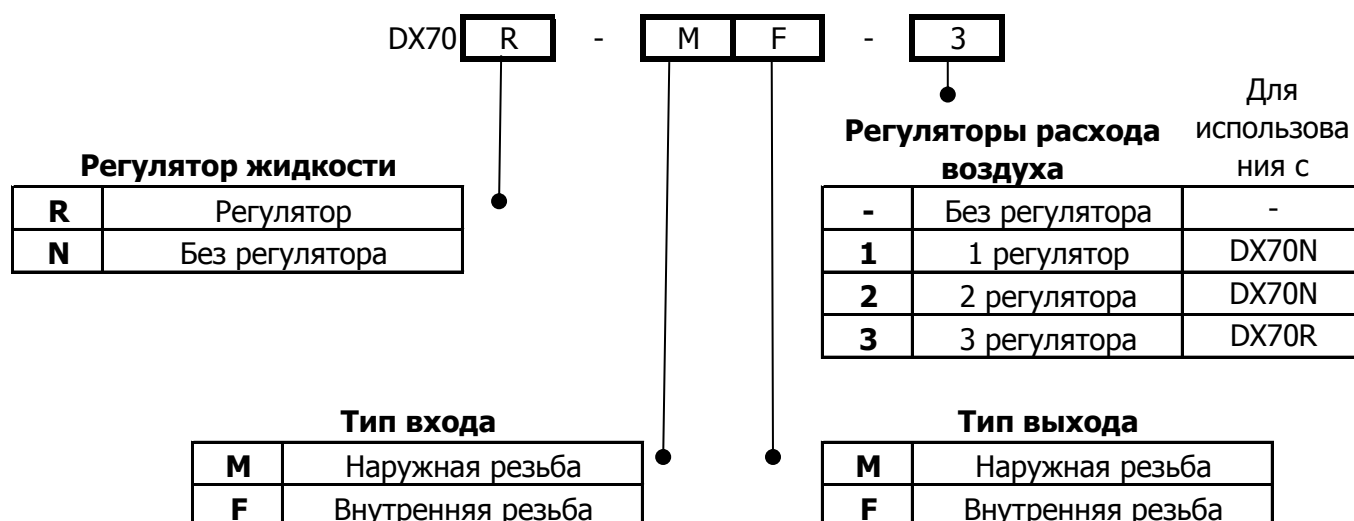 DX70 R - M F - 3
Регулятор жидкости
R Регулятор
N Без регулятора
Регуляторы расхода воздуха Для использова ния с
- Без регулятора -
1 1 регулятор DX70N
2 2 регулятора DX70N
3 3 регулятора DX70R
Тип входа
M Наружная резьба
F Внутренняя резьба
Тип выхода
M Наружная резьба
F Внутренняя резьба